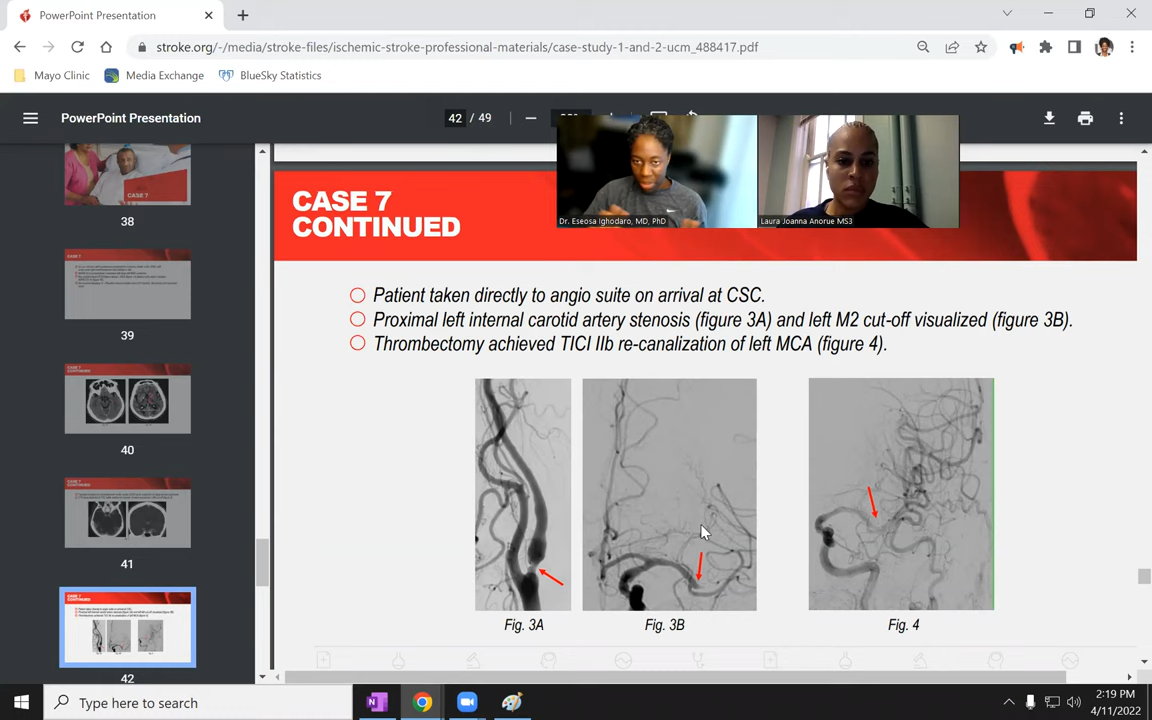 PowerPoint Presentation
stroke.org/-/media/stroke-files/ischemic-stroke-professional-materials/case-study-1-and-2-ucm_488417.pdf
Mayo Clinic
Media Exchange
BlueSky Statistics
PowerPoint Presentation
42 / 49
Dr. Eseosa Ighodaro, MD, PhD
Laura Joanna Anorue MS3
CASE 7
38
39
40
41
42
CASE 7
CONTINUED
Patient taken directly to angio suite on arrival at CSC.
Proximal left internal carotid artery stenosis (figure 3A) and left M2 cut-off visualized (figure 3B).
Thrombectomy achieved TICI IIb re-canalization of left MCA (figure 4).
Fig. 3A
Fig. 3B
Fig. 4
Type here to search
2:19 PM
4/11/2022